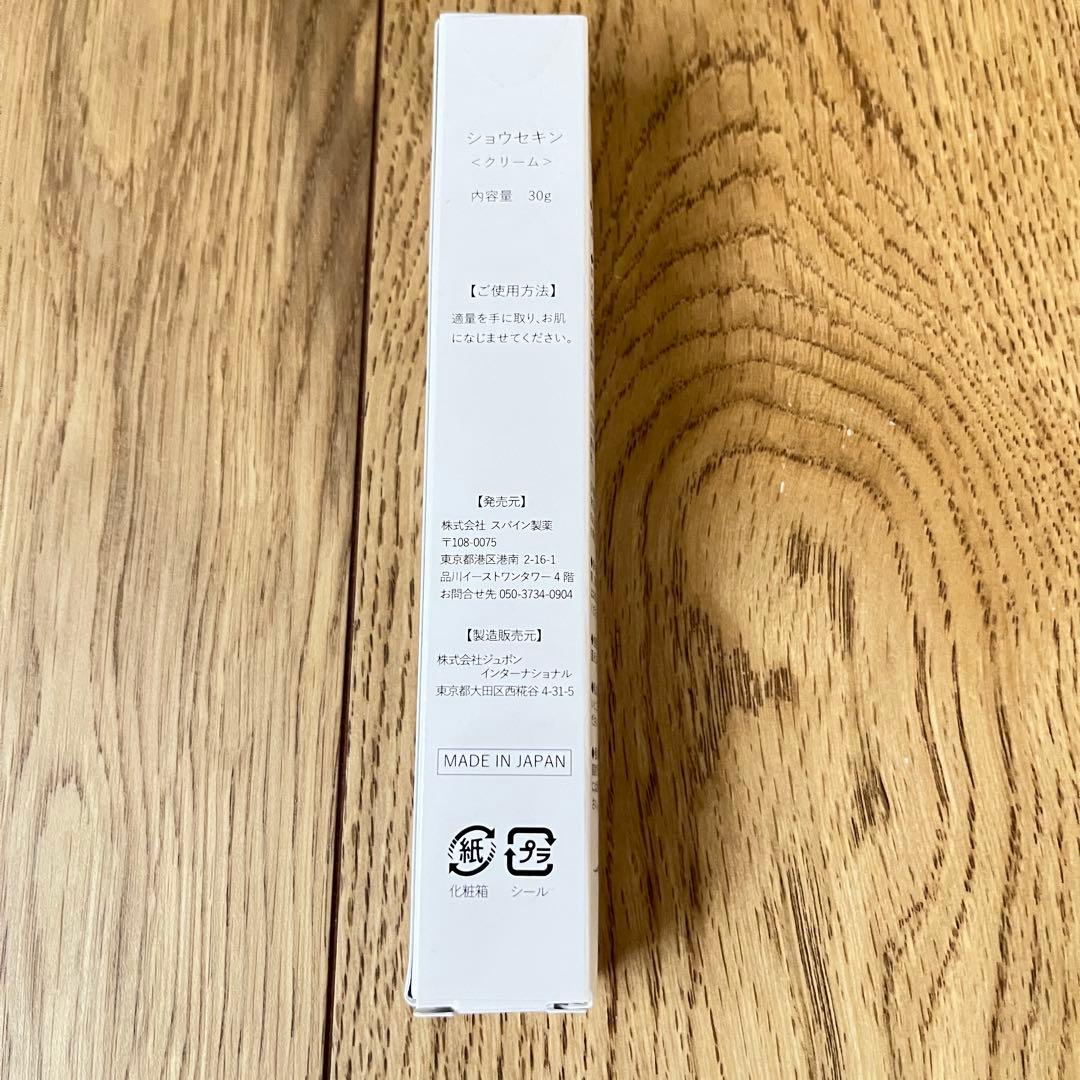 ショウセキン
＜クリーム＞
内容量　30g
【ご使用方法】
適量を手に取り、お肌
になじませてください。
【発売元】
株式会社 スパイン製薬
〒108-0075
東京都港区港南 2-16-1
品川イーストワンタワー 4 階
お問合せ先 050-3734-0904
【製造販売元】
株式会社ジュポン
インターナショナル
東京都大田区西糀谷 4-31-5
MADE IN JAPAN
紙
プラ
化粧箱
シール